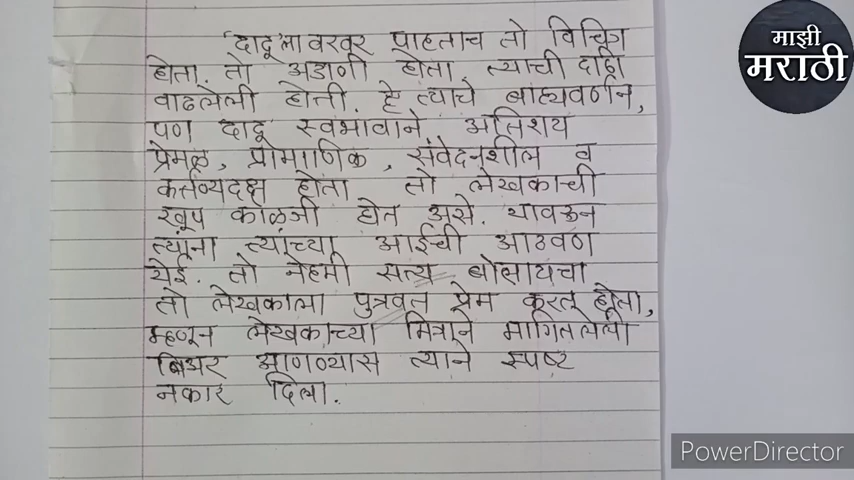 'दादू'ला वरवर पाहताच तो विचित्र
होता. तो अडाणी होता. त्याची दाढी
वाढलेली होती. हे त्याचे बाह्यवर्णन,
पण दादू स्वभावाने अतिशय
प्रेमळ, प्रामाणिक, संवेदनशील व
कर्तव्यदक्ष होता तो लेखकाची
खूप काळजी घेत असे. यावरून
त्यांना त्यांच्या आईची आठवण
येई. तो नेहमी सत्य बोलायचा
तो लेखकाला पुत्रवत प्रेम करत होता,
म्हणून लेखकाच्या मित्राने मागितलेली
बिअर आणण्यास त्याने स्पष्ट
नकार दिला.
माझी
मराठी
PowerDirector